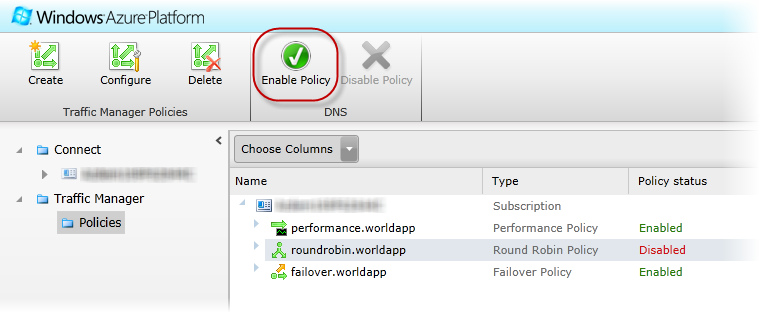 Windows Azure Platform
Create Configure Delete Enable Policy Disable Policy
Traffic Manager Policies DNS
Connect
Traffic Manager
Policies
Choose Columns
Name Type Policy status
Subscription
performance.worldapp Performance Policy Enabled
roundrobin.worldapp Round Robin Policy Disabled
failover.worldapp Failover Policy Enabled